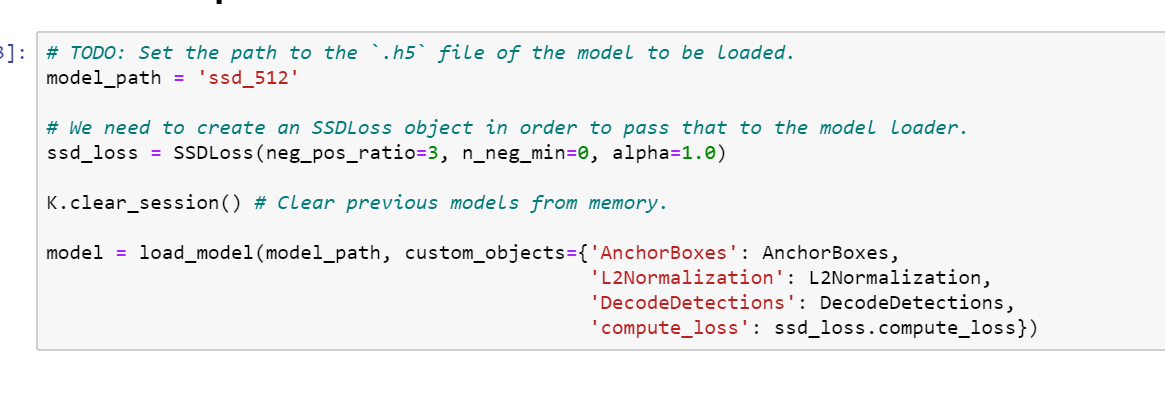 3]:
# TODO: Set the path to the `.h5` file of the model to be loaded.
model_path = 'ssd_512'
# We need to create an SSDLoss object in order to pass that to the model loader.
ssd_loss = SSDLoss(neg_pos_ratio=3, n_neg_min=0, alpha=1.0)
K.clear_session() # Clear previous models from memory.
model = load_model(model_path, custom_objects={'AnchorBoxes': AnchorBoxes,
'L2Normalization': L2Normalization,
'DecodeDetections': DecodeDetections,
'compute_loss': ssd_loss.compute_loss})